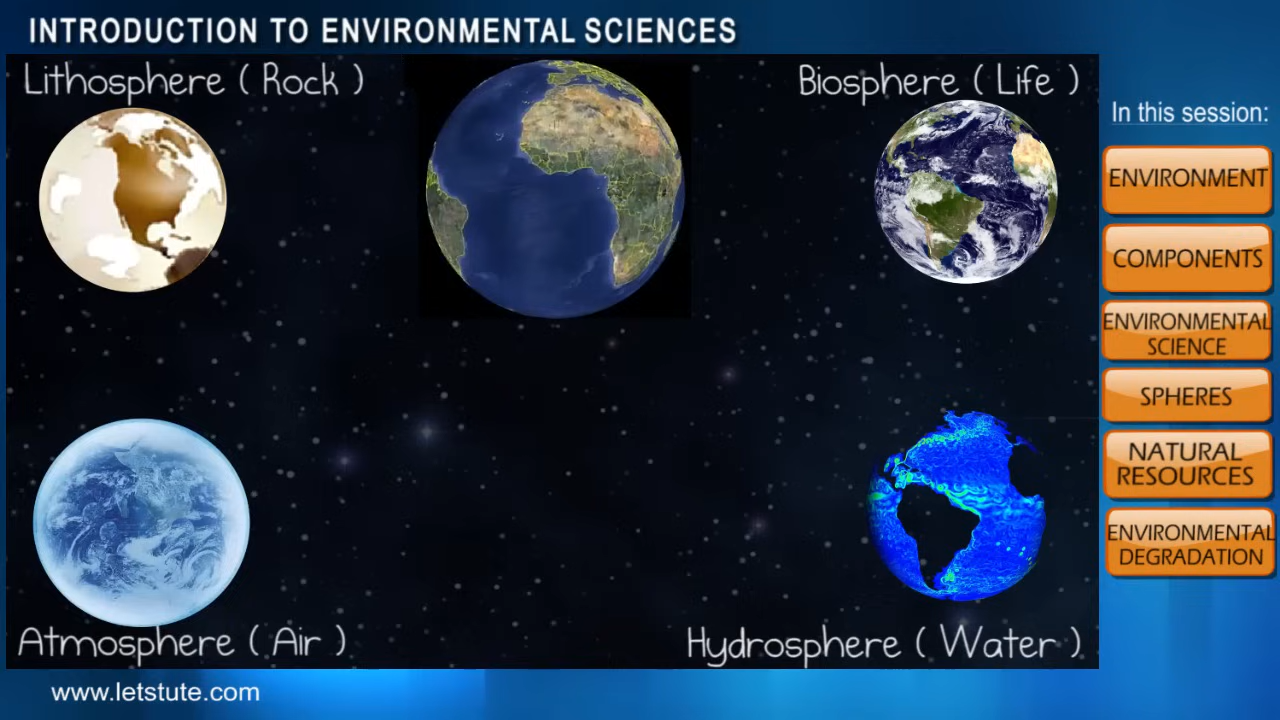 INTRODUCTION TO ENVIRONMENTAL SCIENCES
Lithosphere ( Rock )
Biosphere ( Life )
Atmosphere ( Air )
Hydrosphere ( Water )
In this session:
ENVIRONMENT
COMPONENTS
ENVIRONMENTAL
SCIENCE
SPHERES
NATURAL
RESOURCES
ENVIRONMENTAL
DEGRADATION
www.letstute.com